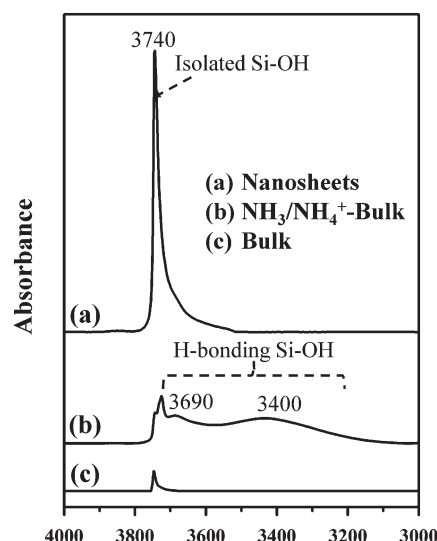 3740
Isolated Si-OH
(a) Nanosheets
(b) NH₃/NH₄⁺-Bulk
(c) Bulk
Absorbance
(a)
H-bonding Si-OH
3690
3400
(b)
(c)
4000 3800 3600 3400 3200 3000